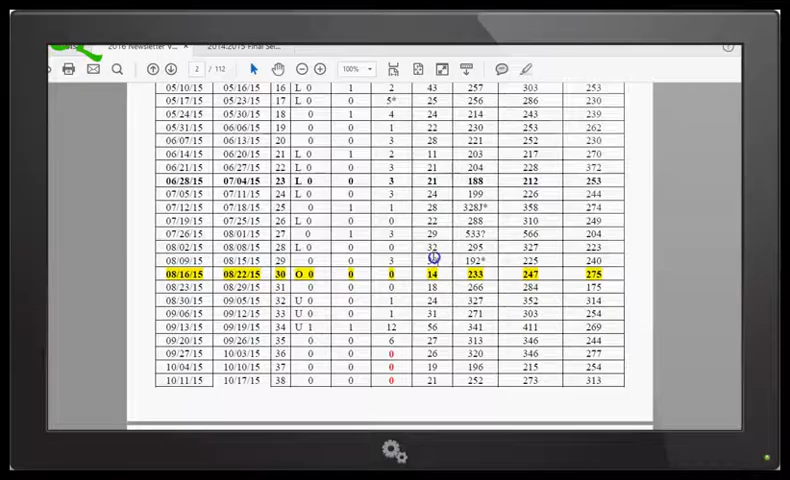 2016 Newsletter V... × 2014:2015 Final Sel...
2 / 112 100%
05/10/15 05/16/15 16 L 0 1 2 43 257 303 253
05/17/15 05/23/15 17 L 0 5* 25 256 286 230
05/24/15 05/30/15 18 0 1 4 24 214 243 239
05/31/15 06/06/15 19 0 0 1 22 230 253 262
06/07/15 06/13/15 20 0 0 3 28 221 252 230
06/14/15 06/20/15 21 L 0 1 2 11 203 217 270
06/21/15 06/27/15 22 L 0 0 3 21 204 228 372
06/28/15 07/04/15 23 L 0 0 3 21 188 212 253
07/05/15 07/11/15 24 L 0 0 3 24 199 226 244
07/12/15 07/18/15 25 0 1 1 28 328J* 358 274
07/19/15 07/25/15 26 L 0 0 0 22 288 310 249
07/26/15 08/01/15 27 0 1 3 29 533? 566 204
08/02/15 08/08/15 28 L 0 0 0 32 295 327 223
08/09/15 08/15/15 29 0 0 3 192* 225 240
08/16/15 08/22/15 30 O 0 0 0 14 233 247 275
08/23/15 08/29/15 31 0 0 0 18 266 284 175
08/30/15 09/05/15 32 U 0 0 1 24 327 352 314
09/06/15 09/12/15 33 U 0 0 1 31 271 303 254
09/13/15 09/19/15 34 U 1 1 12 56 341 411 269
09/20/15 09/26/15 35 0 0 6 27 313 346 244
09/27/15 10/03/15 36 0 0 0 26 320 346 277
10/04/15 10/10/15 37 0 0 0 19 196 215 254
10/11/15 10/17/15 38 0 0 0 21 252 273 313